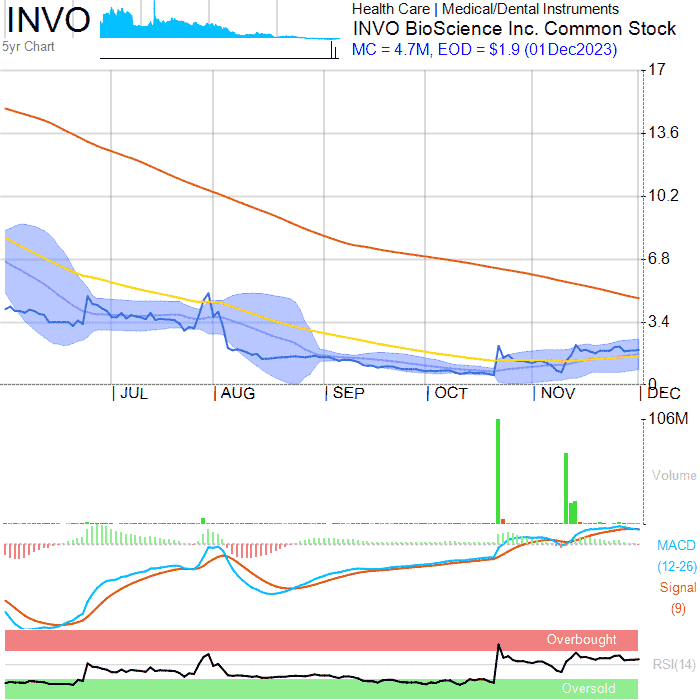 INVO
5yr Chart
Health Care | Medical/Dental Instruments
INVO BioScience Inc. Common Stock
MC = 4.7M, EOD = $1.9 (01Dec2023)
17
13.6
10.2
6.8
3.4
0
JUL
AUG
SEP
OCT
NOV
DEC
106M
Volume
MACD
(12-26)
Signal
(9)
Overbought
RSI(14)
Oversold